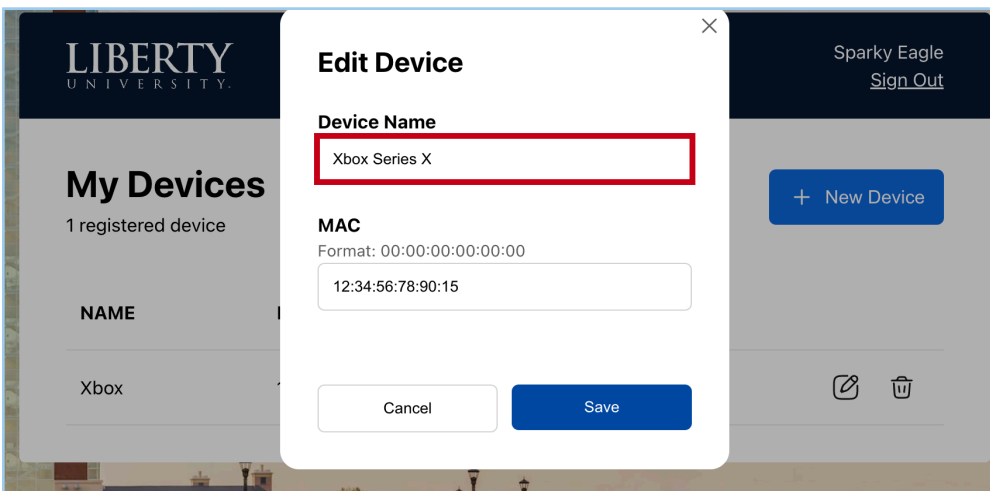 LIBERTY
UNIVERSITY.
Sparky Eagle
Sign Out
My Devices
1 registered device
+ New Device
NAME
Xbox
Edit Device
Device Name
Xbox Series X
MAC
Format: 00:00:00:00:00:00
12:34:56:78:90:15
Cancel
Save